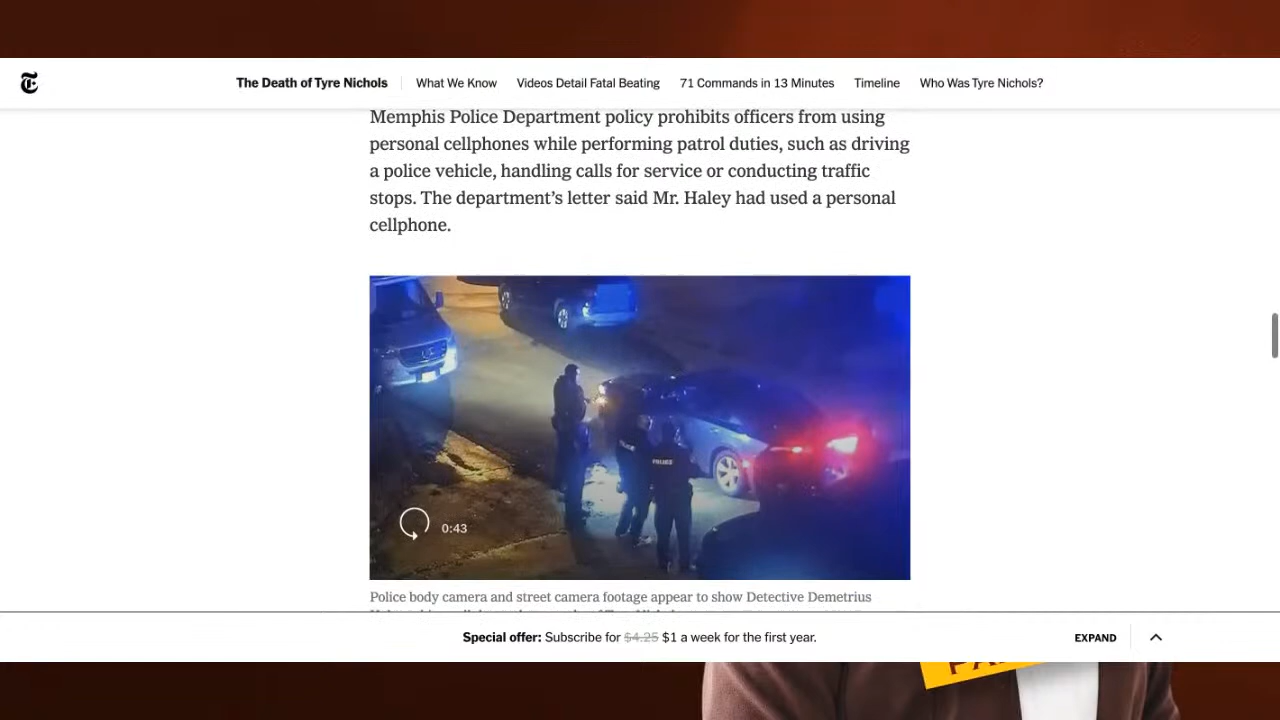 The Death of Tyre Nichols
What We Know
Videos Detail Fatal Beating
71 Commands in 13 Minutes
Timeline
Who Was Tyre Nichols?
Memphis Police Department policy prohibits officers from using
personal cellphones while performing patrol duties, such as driving
a police vehicle, handling calls for service or conducting traffic
stops. The department’s letter said Mr. Haley had used a personal
cellphone.
POLICE
POLICE
0:43
Police body camera and street camera footage appear to show Detective Demetrius
Special offer: Subscribe for $4.25 $1 a week for the first year.
EXPAND